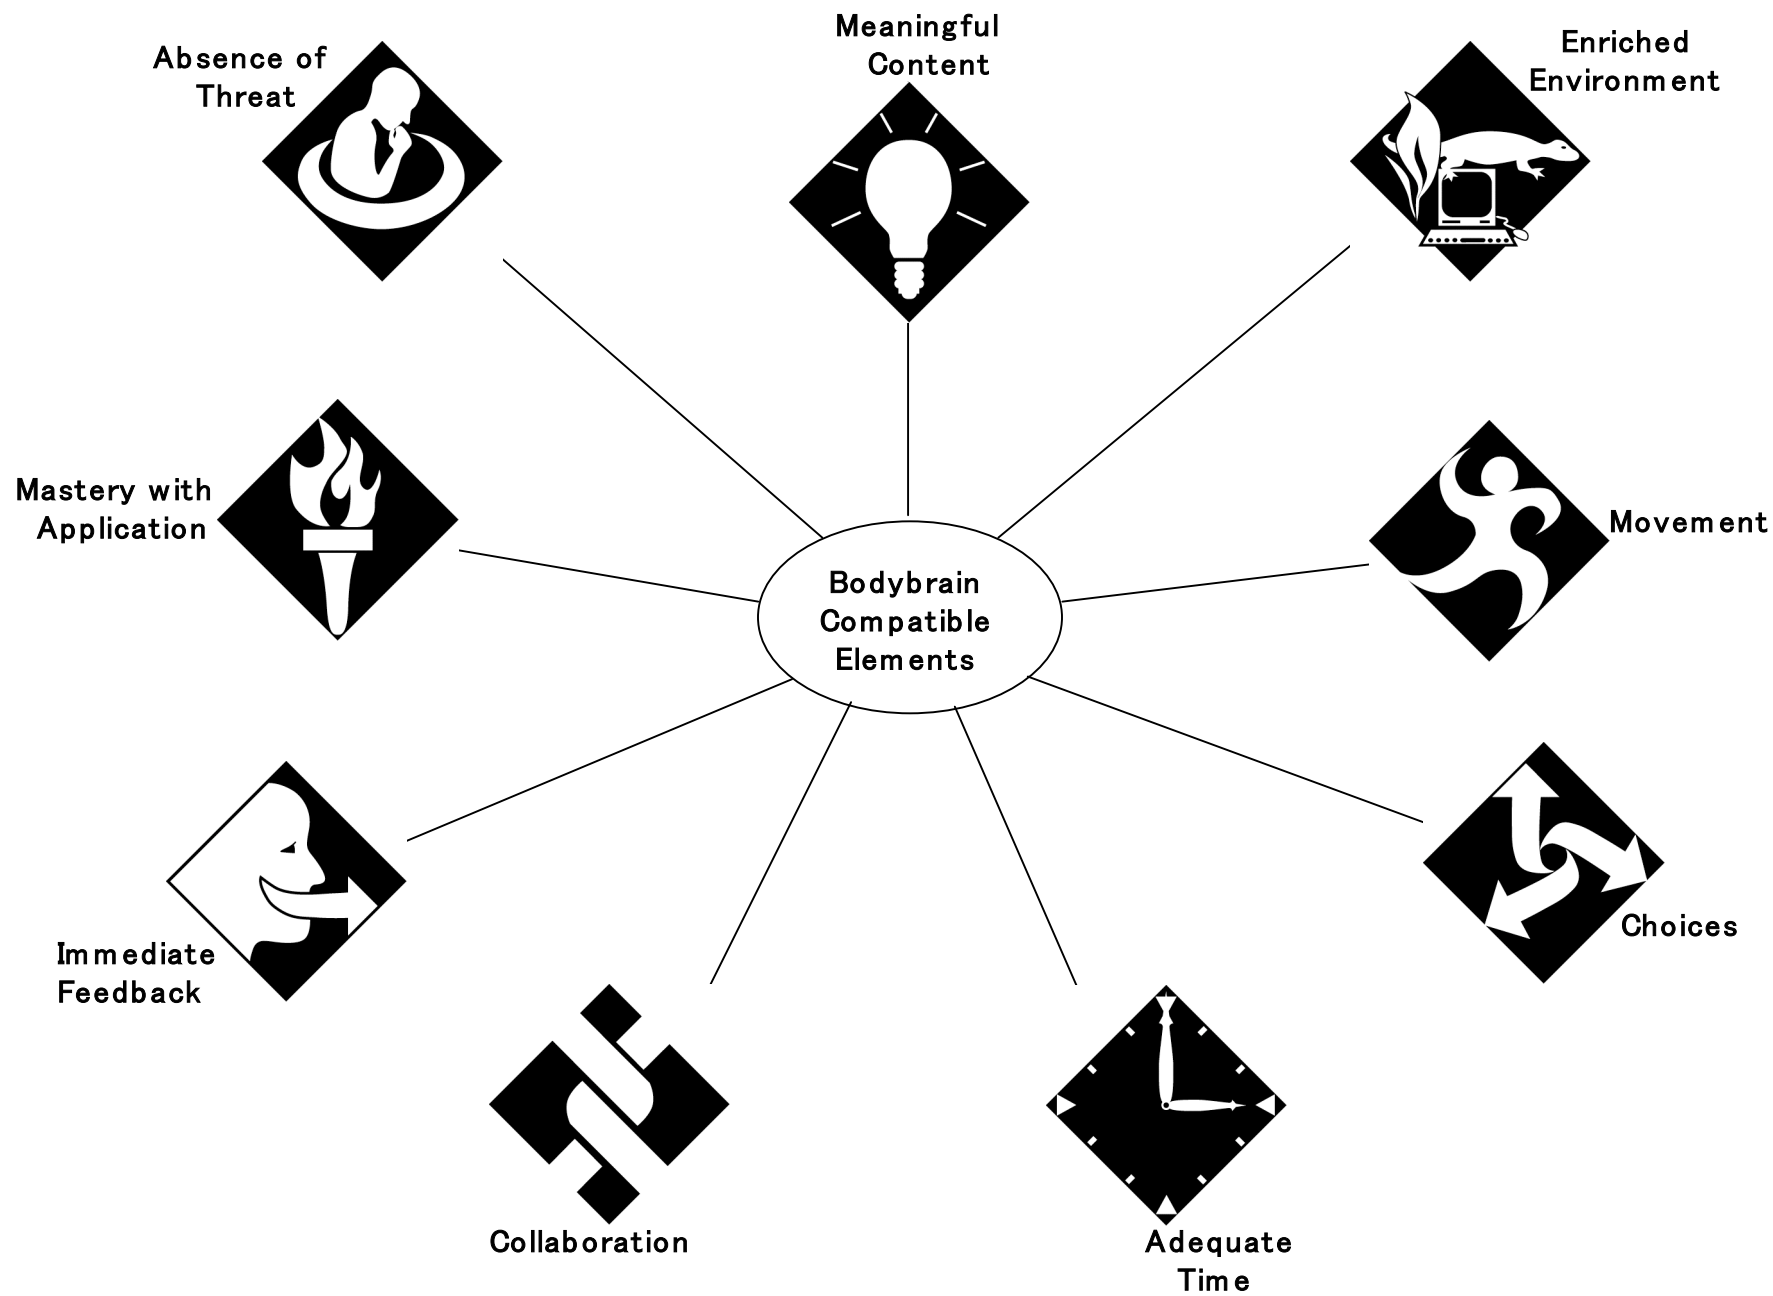 Absence of
Threat
Meaningful
Content
Enriched
Environment
Mastery with
Application
Movement
Bodybrain
Compatible
Elements
Immediate
Feedback
Choices
Collaboration
Adequate
Time